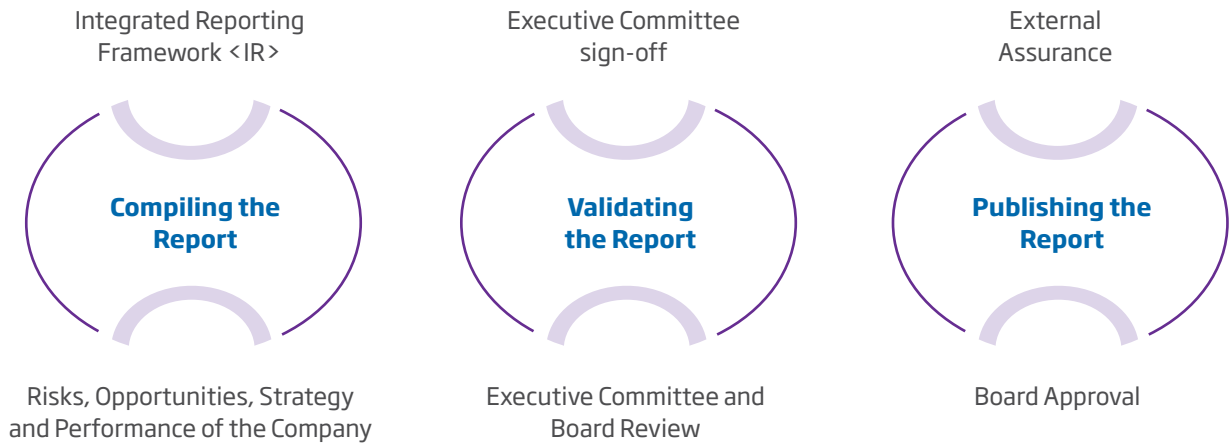 Integrated Reporting
Framework <IR>
Compiling the
Report
Risks, Opportunities, Strategy
and Performance of the Company
Executive Committee
sign-off
Validating
the Report
Executive Committee and
Board Review
External
Assurance
Publishing the
Report
Board Approval